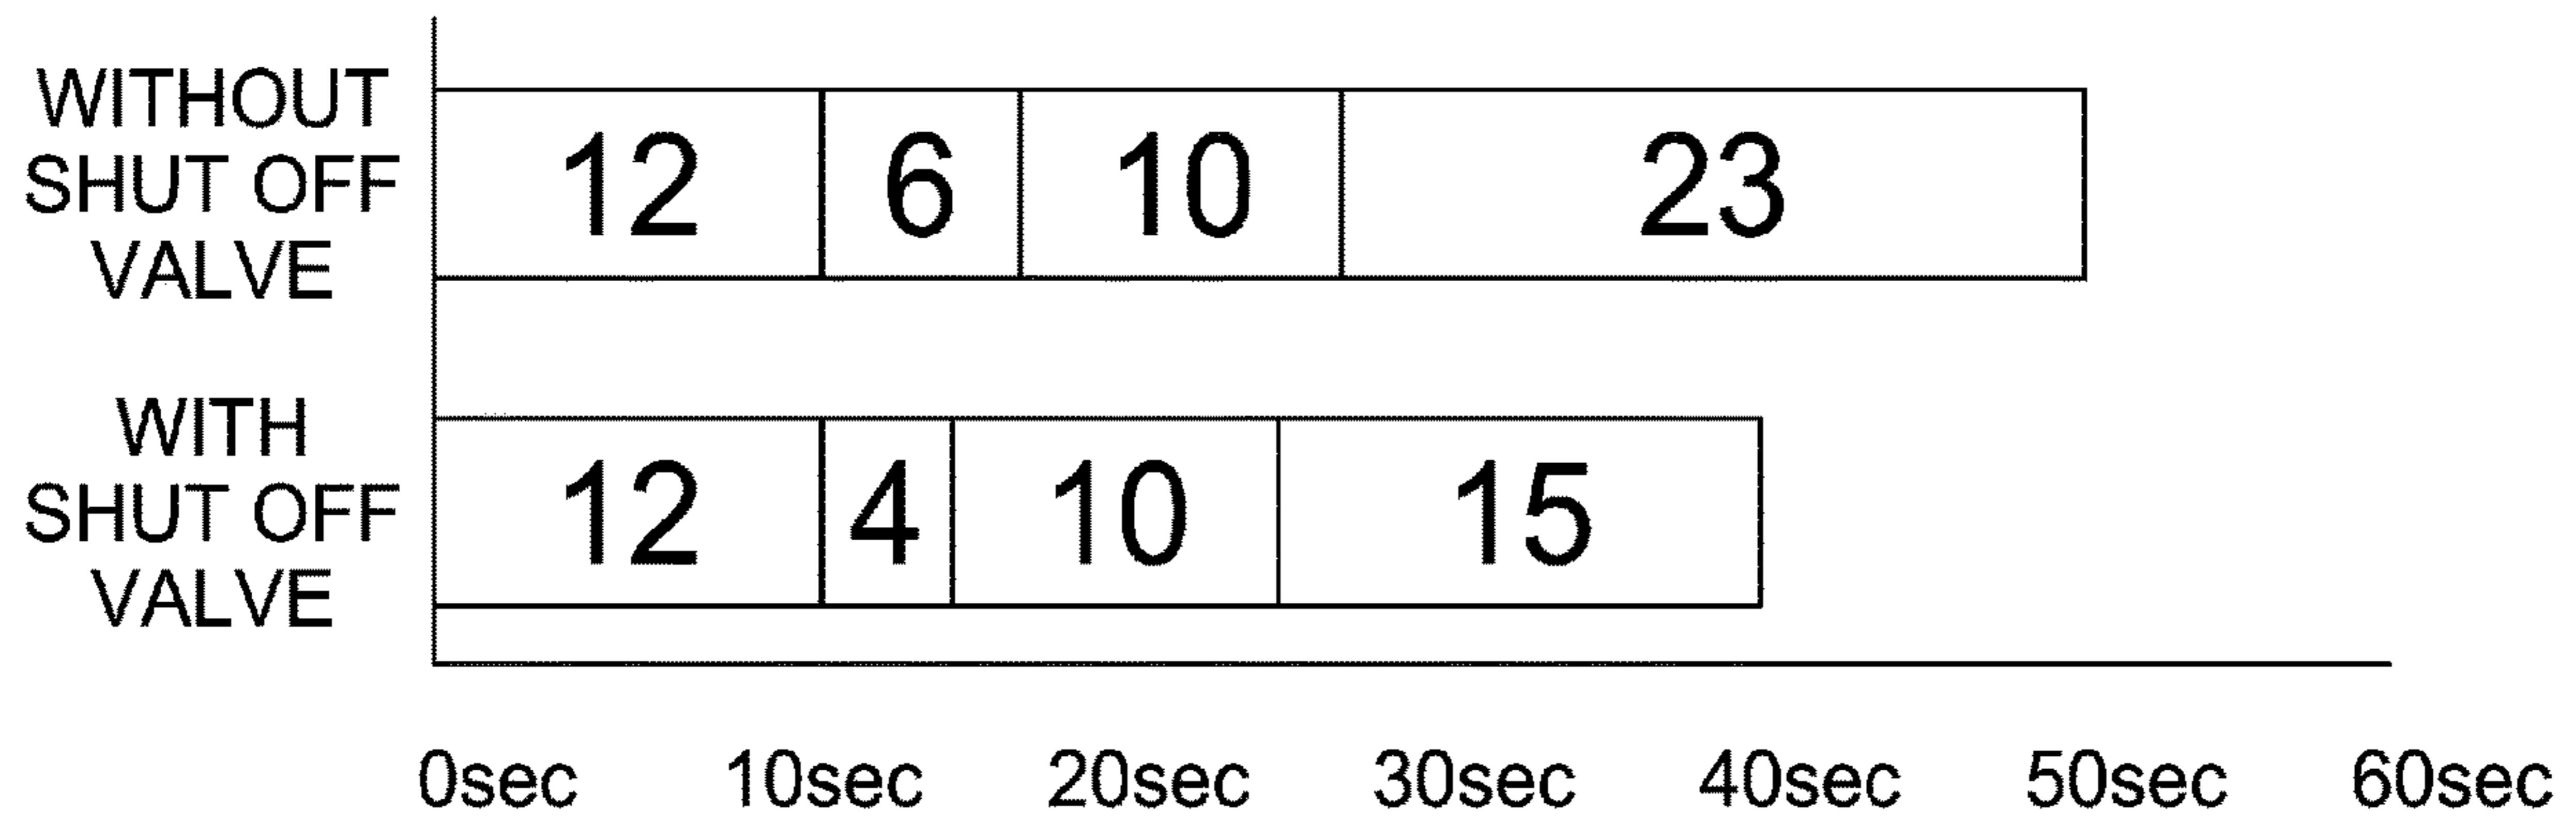 WITHOUT
SHUT OFF
VALVE
12 6 10 23
WITH
SHUT OFF
VALVE
12 4 10 15
0sec 10sec 20sec 30sec 40sec 50sec 60sec